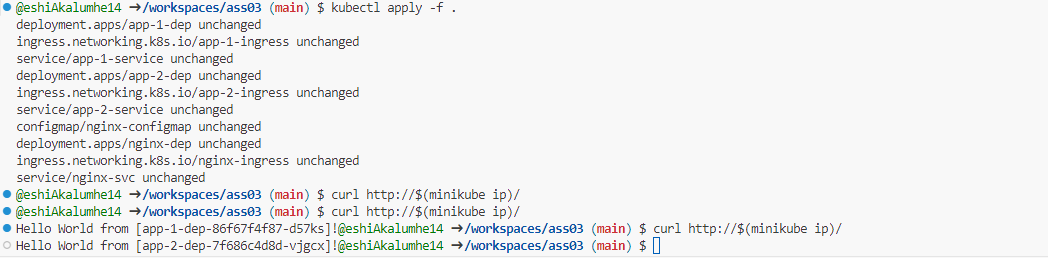 @eshiAkalumhe14 ➜/workspaces/ass03 (main) $ kubectl apply -f .
deployment.apps/app-1-dep unchanged
ingress.networking.k8s.io/app-1-ingress unchanged
service/app-1-service unchanged
deployment.apps/app-2-dep unchanged
ingress.networking.k8s.io/app-2-ingress unchanged
service/app-2-service unchanged
configmap/nginx-configmap unchanged
deployment.apps/nginx-dep unchanged
ingress.networking.k8s.io/nginx-ingress unchanged
service/nginx-svc unchanged
@eshiAkalumhe14 ➜/workspaces/ass03 (main) $ curl http://$(minikube ip)/
@eshiAkalumhe14 ➜/workspaces/ass03 (main) $ curl http://$(minikube ip)/
Hello World from [app-1-dep-86f67f4f87-d57ks]!@eshiAkalumhe14 ➜/workspaces/ass03 (main) $ curl http://$(minikube ip)/
Hello World from [app-2-dep-7f686c4d8d-vjgcx]!@eshiAkalumhe14 ➜/workspaces/ass03 (main) $